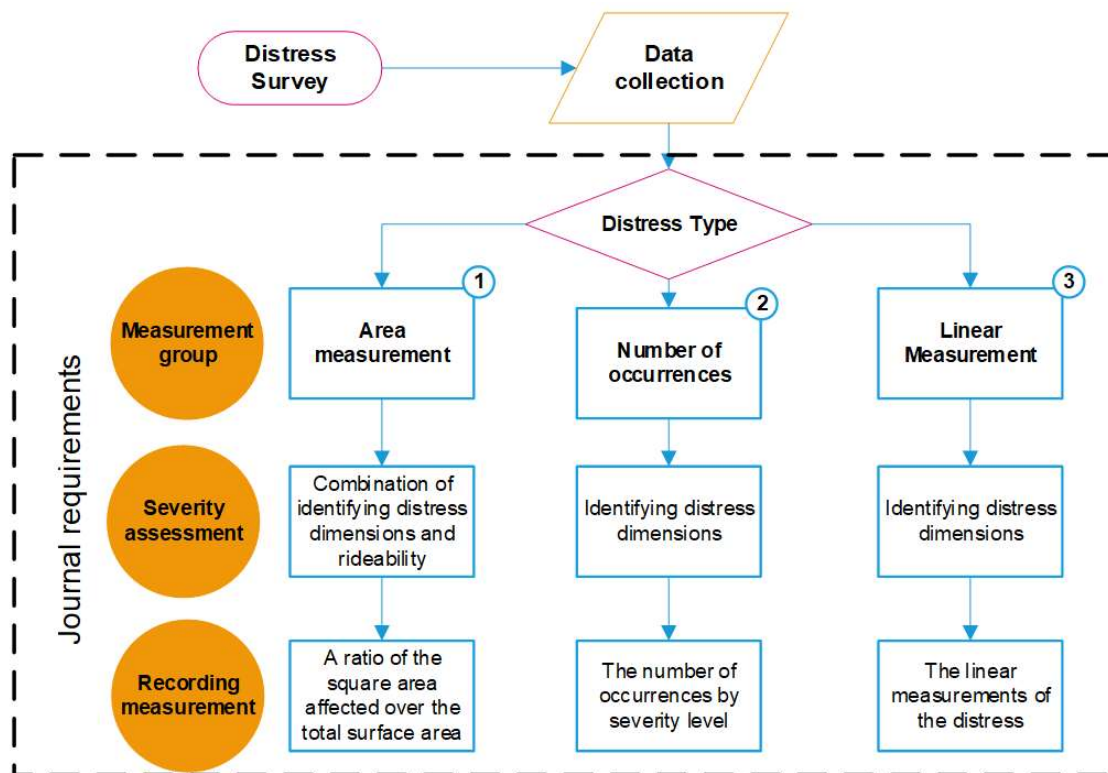 Distress
Survey
Data
collection
Distress Type
Journal requirements
Measurement
group
1
Area
measurement
2
Number of
occurrences
3
Linear
Measurement
Severity
assessment
Combination of
identifying distress
dimensions and
rideability
Identifying distress
dimensions
Identifying distress
dimensions
Recording
measurement
A ratio of the
square area
affected over the
total surface area
The number of
occurrences by
severity level
The linear
measurements of
the distress